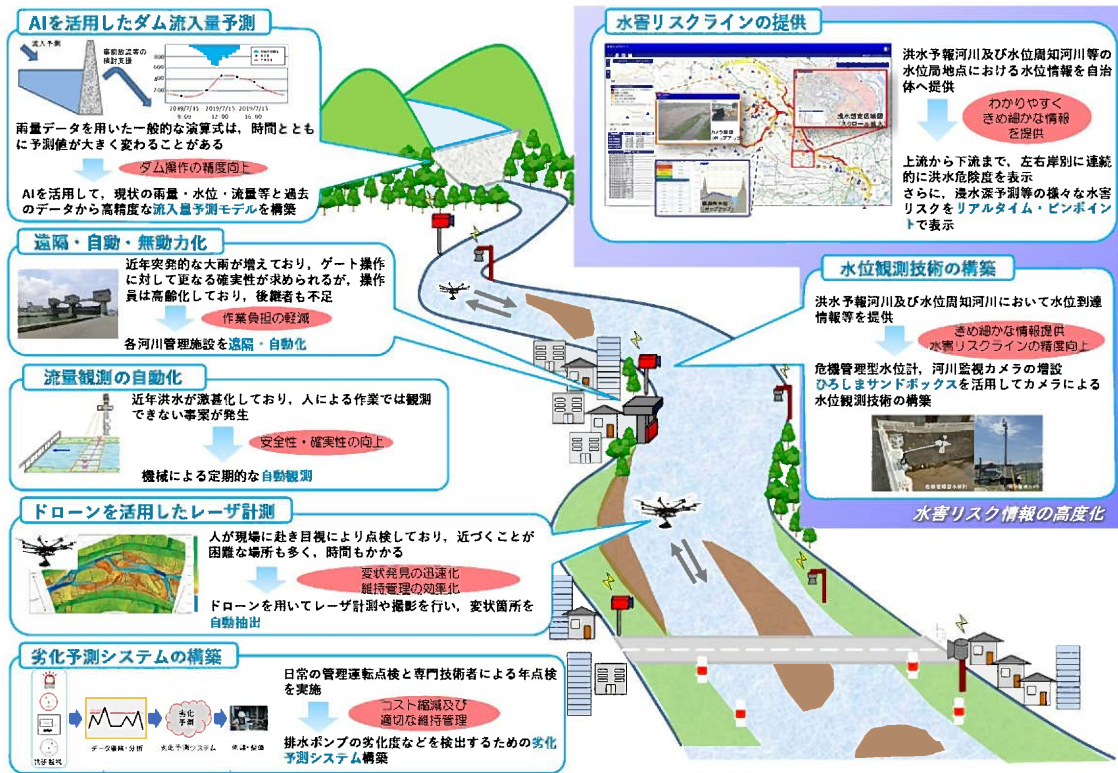 AIを活用したダム流入量予測
流入予測
事前放流等の
検討支援
800
600
400
200
0
2019/7/15
8:00
2019/7/15
12:00
2019/7/15
16:00
雨量データを用いた一般的な演算式は，時間ととも
に予測値が大きく変わることがある
ダム操作の精度向上
AIを活用して，現状の雨量・水位・流量等と過去
のデータから高精度な流入量予測モデルを構築
遠隔・自動・無動力化
近年突発的な大雨が増えており，ゲート操作
に対して更なる確実性が求められるが，操作
員は高齢化しており，後継者も不足
作業負担の軽減
各河川管理施設を遠隔・自動化
流量観測の自動化
近年洪水が激甚化しており，人による作業では観測
できない事案が発生
安全性・確実性の向上
機械による定期的な自動観測
ドローンを活用したレーザ計測
人が現場に赴き目視により点検しており，近づくことが
困難な場所も多く，時間もかかる
変状発見の迅速化
維持管理の効率化
ドローンを用いてレーザ計測や撮影を行い，変状箇所を
自動抽出
劣化予測システムの構築
日常の管理運転点検と専門技術者による年点検
を実施
コスト縮減及び
適切な維持管理
排水ポンプの劣化度などを検出するための劣化
予測システム構築
劣化
予測
データ蓄積・分析
劣化予測システム
水害リスクラインの提供
洪水予報河川及び水位周知河川等の
水位局地点における水位情報を自治
体へ提供
わかりやすく
きめ細かな情報
を提供
上流から下流まで，左右岸別に連続
的に洪水危険度を表示
さらに，浸水深予測等の様々な水害
リスクをリアルタイム・ピンポイン
トで表示
水位観測技術の構築
洪水予報河川及び水位周知河川において水位到達
情報等を提供
きめ細かな情報提供
水害リスクラインの精度向上
危機管理型水位計，河川監視カメラの増設
ひろしまサンドボックスを活用してカメラによる
水位観測技術の構築
危機管理型水位計
水害リスク情報の高度化